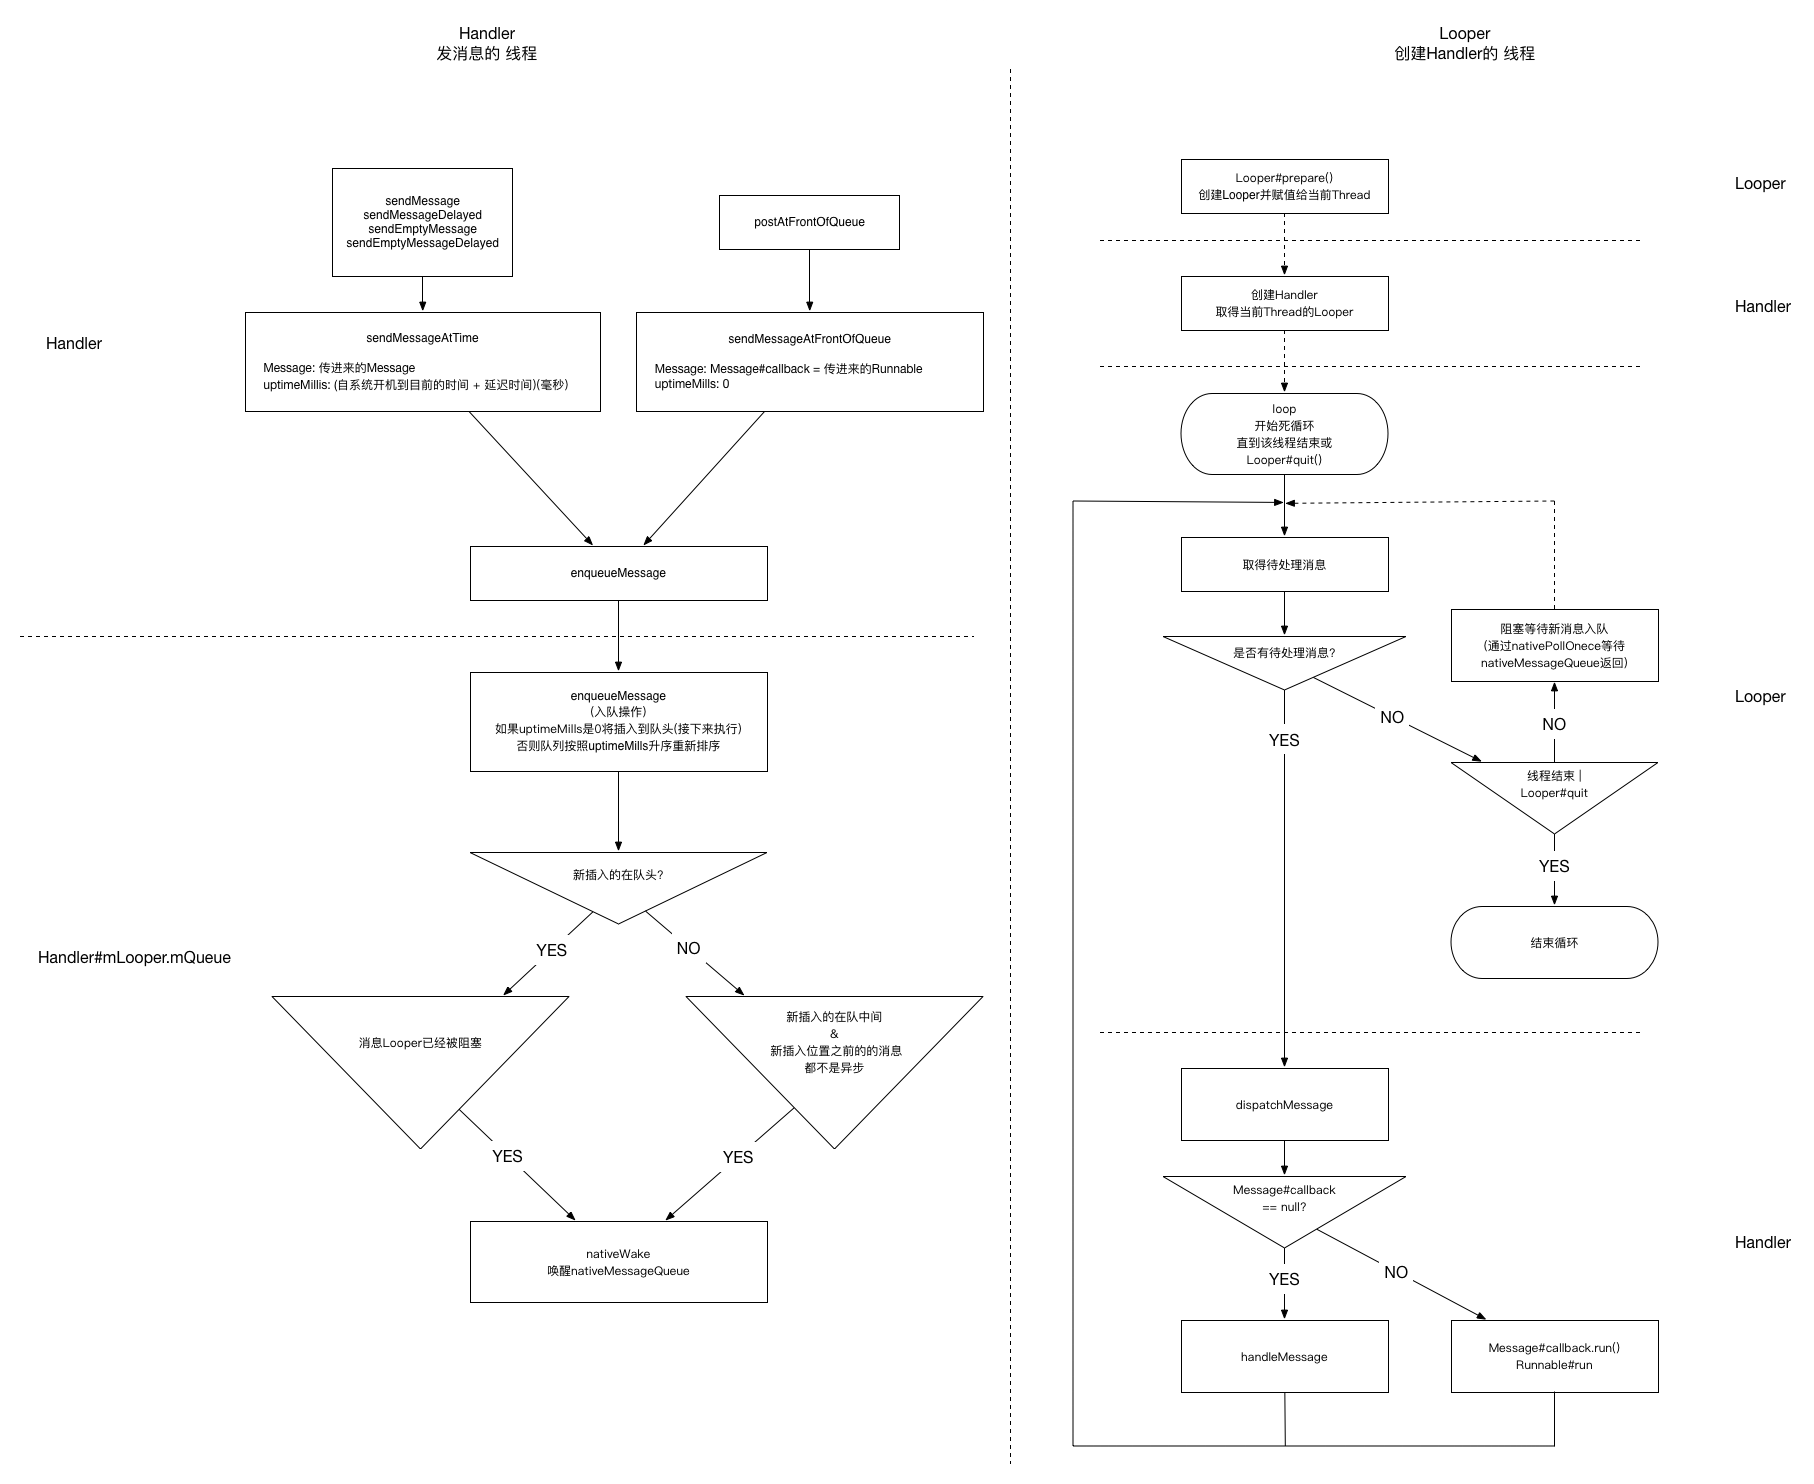 Handler
发消息的 线程
sendMessage
sendMessageDelayed
sendEmptyMessage
sendEmptyMessageDelayed
postAtFrontOfQueue
Handler
sendMessageAtTime
Message: 传进来的Message
uptimeMillis: (自系统开机到目前的时间 + 延迟时间)(毫秒)
sendMessageAtFrontOfQueue
Message: Message#callback = 传进来的Runnable
uptimeMills: 0
enqueueMessage
enqueueMessage
(入队操作)
如果uptimeMills是0将插入到队头(接下来执行)
否则队列按照uptimeMills升序重新排序
新插入的在队头?
YES
NO
Handler#mLooper.mQueue
消息Looper已经被阻塞
新插入的在队中间
&
新插入位置之前的的消息
都不是异步
YES
YES
nativeWake
唤醒nativeMessageQueue
Looper
创建Handler的 线程
Looper#prepare()
创建Looper并赋值给当前Thread
Looper
创建Handler
取得当前Thread的Looper
Handler
loop
开始死循环
直到该线程结束或
Looper#quit()
取得待处理消息
是否有待处理消息?
阻塞等待新消息入队
(通过nativePollOnece等待
nativeMessageQueue返回)
Looper
NO
NO
YES
线程结束 |
Looper#quit
YES
结束循环
dispatchMessage
Message#callback
== null?
Handler
YES
NO
handleMessage
Message#callback.run()
Runnable#run